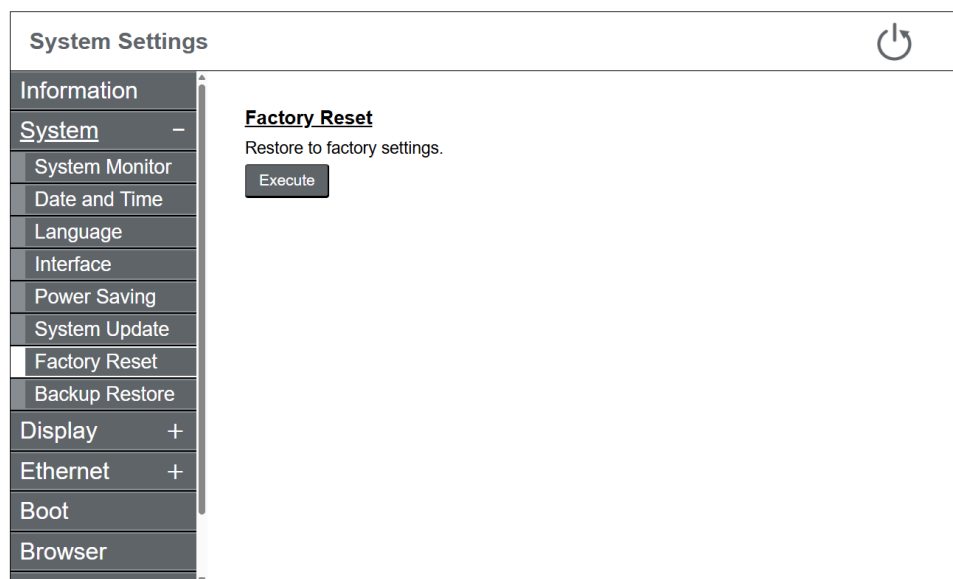 System Settings
Information
System −
System Monitor
Date and Time
Language
Interface
Power Saving
System Update
Factory Reset
Backup Restore
Display +
Ethernet +
Boot
Browser
Factory Reset
Restore to factory settings.
Execute